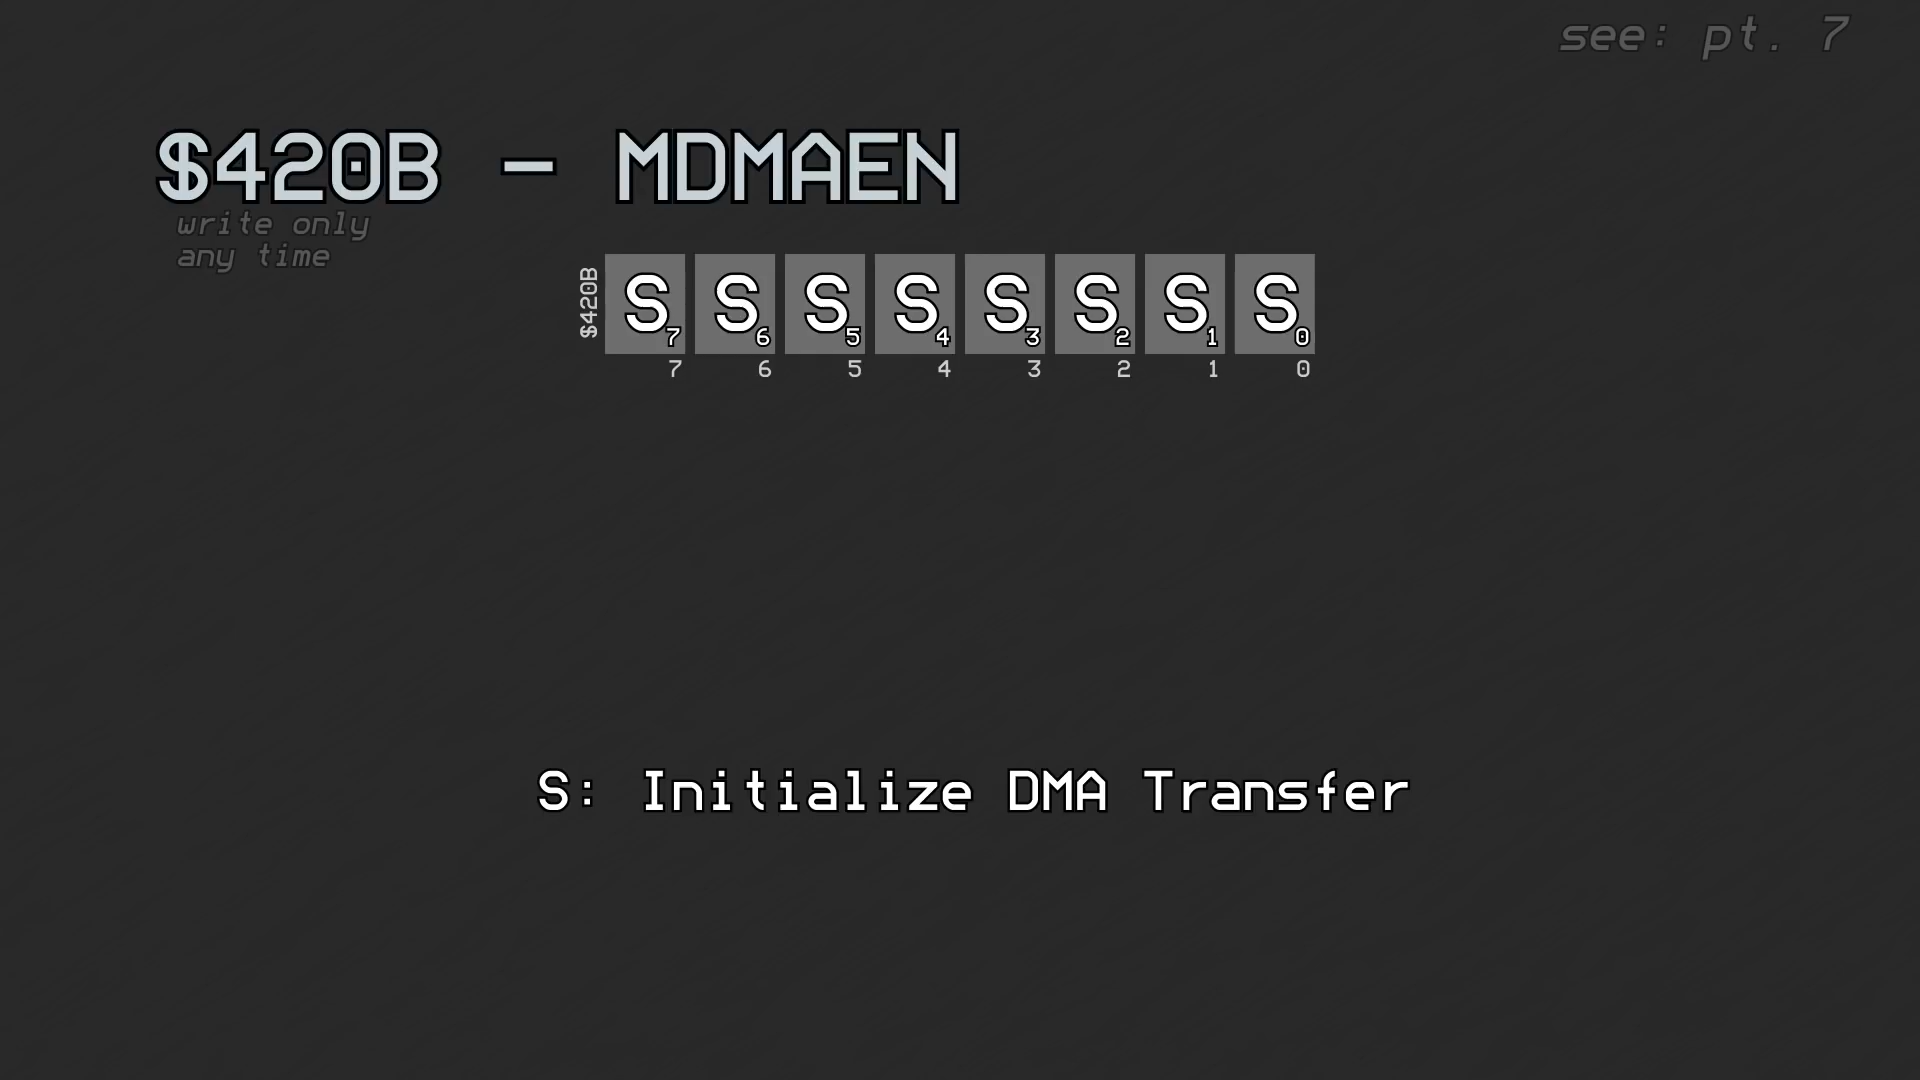 see: pt. 7
$420B - MDMAEN
write only
any time
$420B
S7 S6 S5 S4 S3 S2 S1 S0
7 6 5 4 3 2 1 0
S: Initialize DMA Transfer